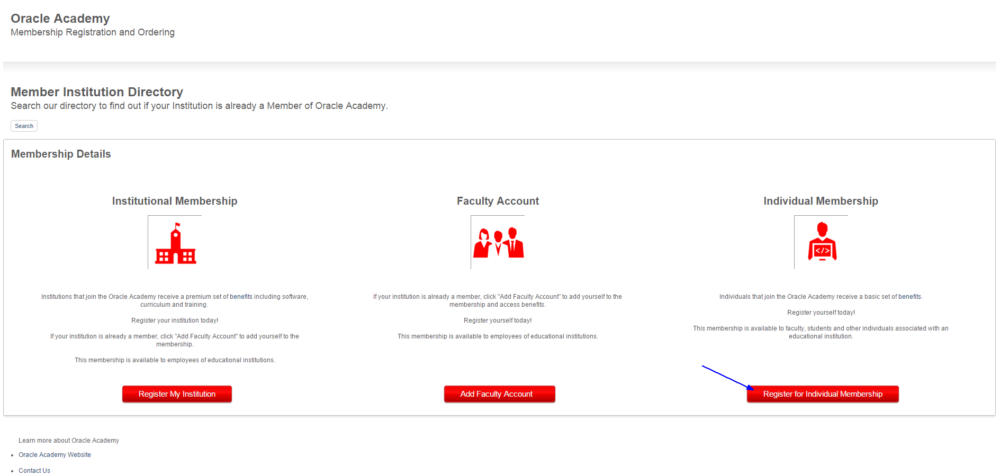 Oracle Academy
Membership Registration and Ordering
Member Institution Directory
Search our directory to find out if your Institution is already a Member of Oracle Academy.
Search
Membership Details
Institutional Membership
Institutions that join the Oracle Academy receive a premium set of benefits including software,
curriculum and training.
Register your institution today!
If your institution is already a member, click "Add Faculty Account" to add yourself to the
membership.
This membership is available to employees of educational institutions.
Register My Institution
Faculty Account
If your institution is already a member, click "Add Faculty Account" to add yourself to the
membership and access benefits.
Register yourself today!
This membership is available to employees of educational institutions.
Add Faculty Account
Individual Membership
</>
Individuals that join the Oracle Academy receive a basic set of benefits.
Register yourself today!
This membership is available to faculty, students and other individuals associated with an
educational institution.
Register for Individual Membership
Learn more about Oracle Academy
• Oracle Academy Website
• Contact Us